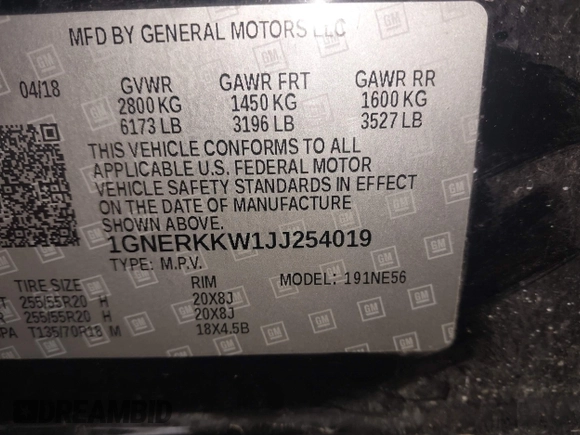 MFD BY GENERAL MOTORS LLC
04/18 GVWR GAWR FRT GAWR RR
2800 KG 1450 KG 1600 KG
6173 LB 3196 LB 3527 LB
THIS VEHICLE CONFORMS TO ALL
APPLICABLE U.S. FEDERAL MOTOR
VEHICLE SAFETY STANDARDS IN EFFECT
ON THE DATE OF MANUFACTURE
SHOWN ABOVE.
1GNERKKW1JJ254019
TYPE: M.P.V. MODEL: 191NE56
TIRE SIZE RIM
255/55R20 H 20X8J
255/55R20 H 20X8J
PA T135/70R18 M 18X4.5B
DREAMBID